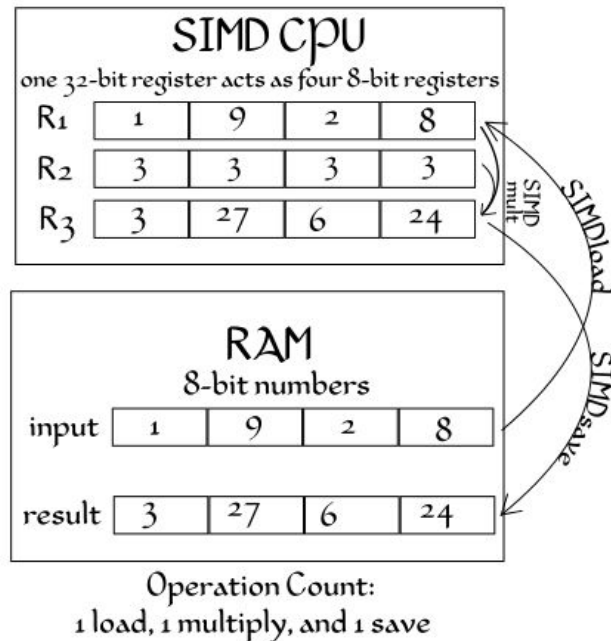 SIMD CPU
one 32-bit register acts as four 8-bit registers
R1 1 9 2 8
R2 3 3 3 3
R3 3 27 6 24
SIMD mult
SIMDload
RAM
8-bit numbers
input 1 9 2 8
SIMDsave
result 3 27 6 24
Operation Count:
1 load, 1 multiply, and 1 save